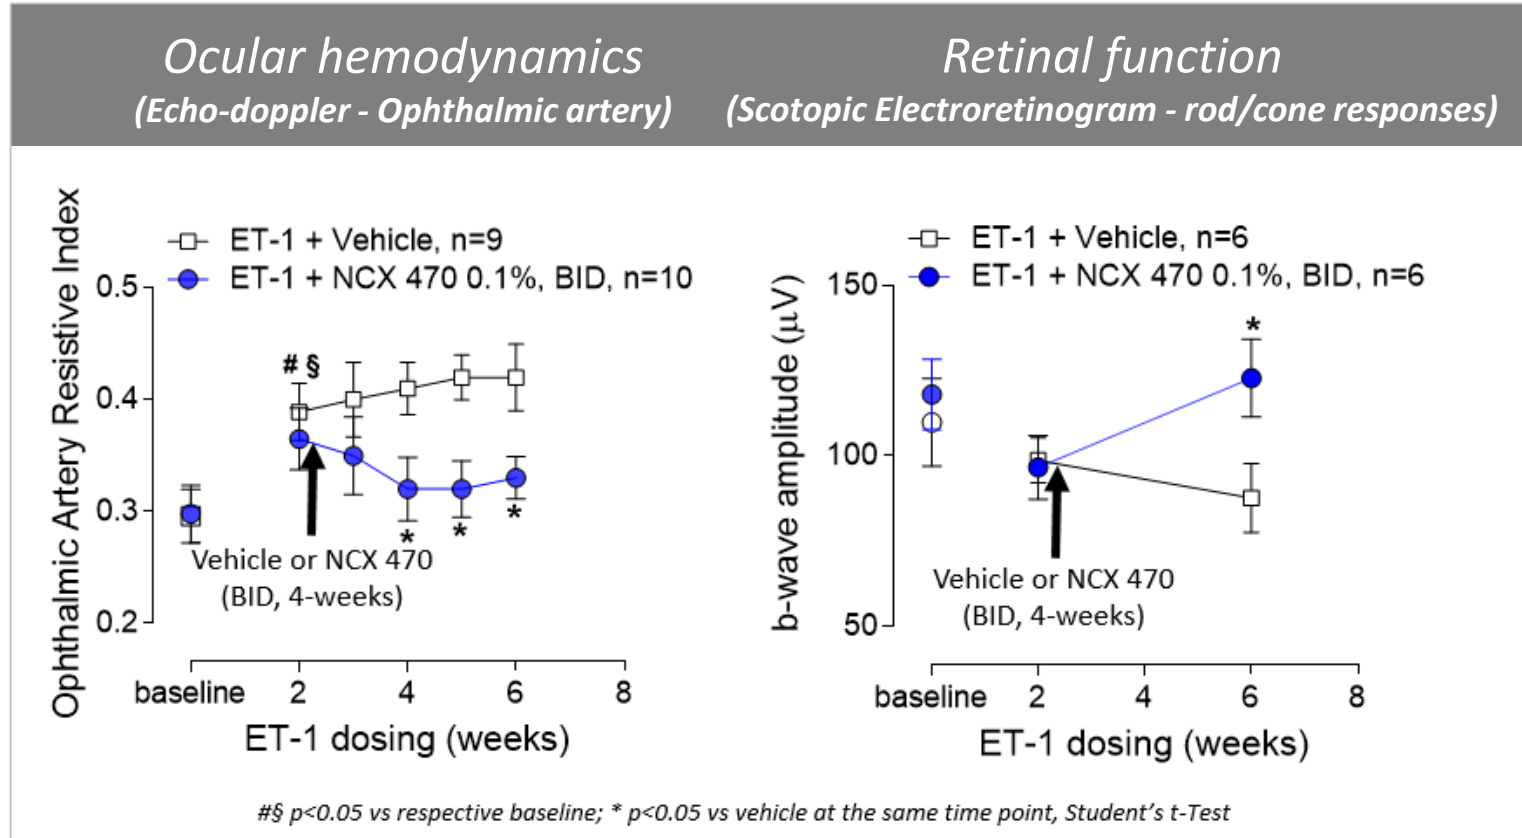 Ocular hemodynamics
(Echo-doppler - Ophthalmic artery)
Retinal function
(Scotopic Electroretinogram - rod/cone responses)
Ophthalmic Artery Resistive Index
ET-1 + Vehicle, n=9
ET-1 + NCX 470 0.1%, BID, n=10
0.5
0.4
0.3
0.2
# §
*
*
*
Vehicle or NCX 470
(BID, 4-weeks)
baseline 2 4 6 8
ET-1 dosing (weeks)
b-wave amplitupe (μV)
ET-1 + Vehicle, n=6
ET-1 + NCX 470 0.1%, BID, n=6
150
100
50
*
Vehicle or NCX 470
(BID, 4-weeks)
baseline 2 4 6 8
ET-1 dosing (weeks)
#§ p<0.05 vs respective baseline; * p<0.05 vs vehicle at the same time point, Student’s t-Test